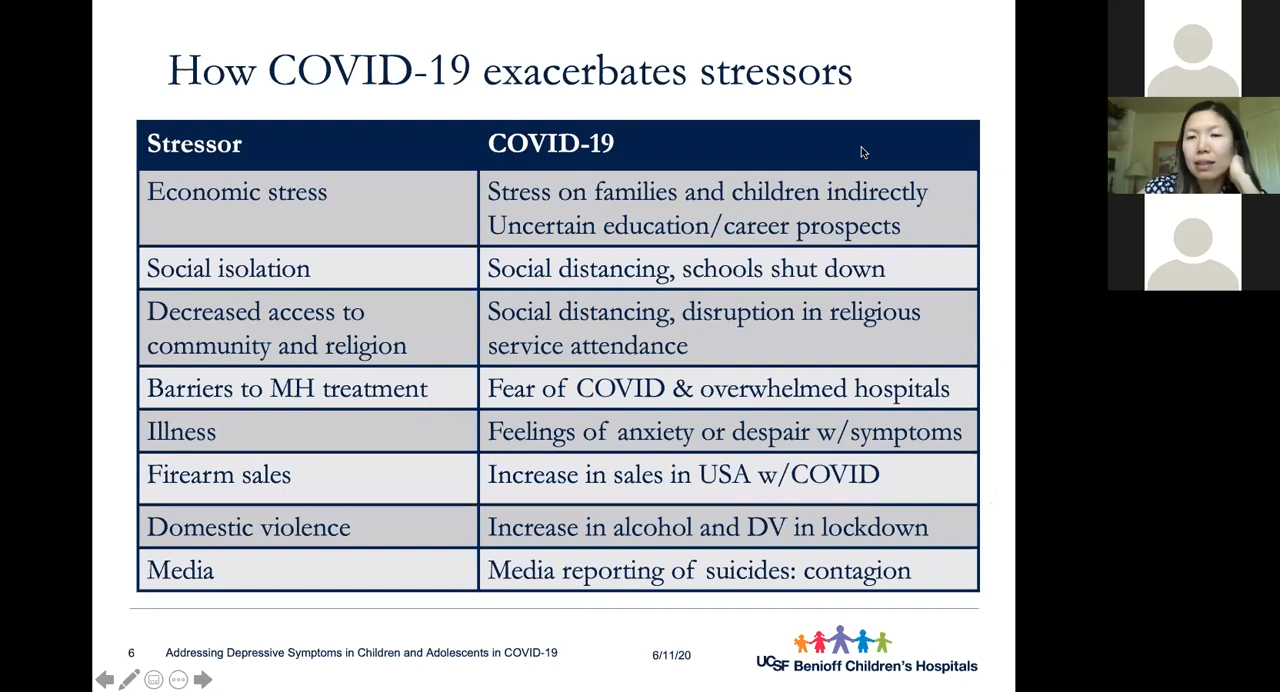 How COVID-19 exacerbates stressors
Stressor
COVID-19
Economic stress
Stress on families and children indirectly
Uncertain education/career prospects
Social isolation
Social distancing, schools shut down
Decreased access to
community and religion
Social distancing, disruption in religious
service attendance
Barriers to MH treatment
Fear of COVID & overwhelmed hospitals
Illness
Feelings of anxiety or despair w/symptoms
Firearm sales
Increase in sales in USA w/COVID
Domestic violence
Increase in alcohol and DV in lockdown
Media
Media reporting of suicides: contagion
6
Addressing Depressive Symptoms in Children and Adolescents in COVID-19
6/11/20
UCSF Benioff Children's Hospitals